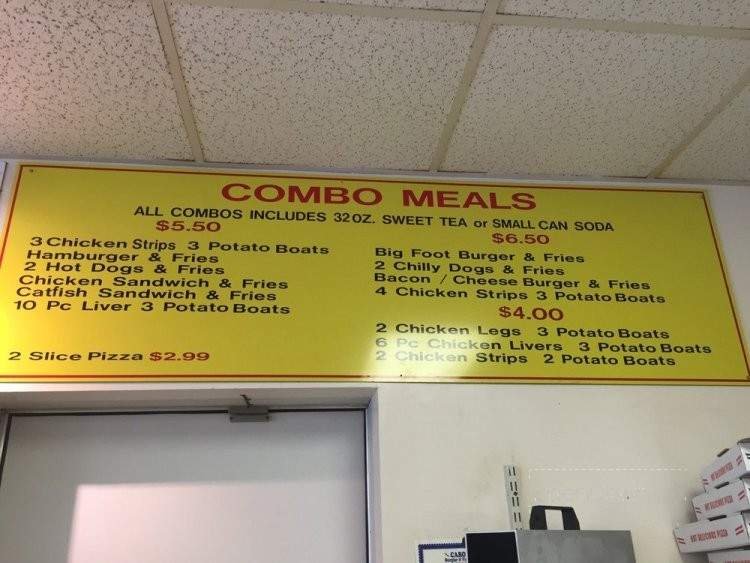 COMBO MEALS
ALL COMBOS INCLUDES 32OZ. SWEET TEA or SMALL CAN SODA
$5.50
3 Chicken Strips 3 Potato Boats
Hamburger & Fries
2 Hot Dogs & Fries
Chicken Sandwich & Fries
Catfish Sandwich & Fries
10 Pc Liver 3 Potato Boats
2 Slice Pizza $2.99
$6.50
Big Foot Burger & Fries
2 Chilly Dogs & Fries
Bacon / Cheese Burger & Fries
4 Chicken Strips 3 Potato Boats
$4.00
2 Chicken Legs 3 Potato Boats
6 Pc Chicken Livers 3 Potato Boats
2 Chicken Strips 2 Potato Boats
HOT DELICIOUS PIZZA